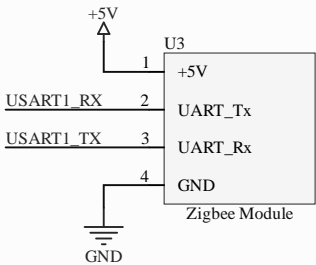 +5V
U3
1 +5V
USART1_RX 2 UART_Tx
USART1_TX 3 UART_Rx
4 GND
Zigbee Module
GND